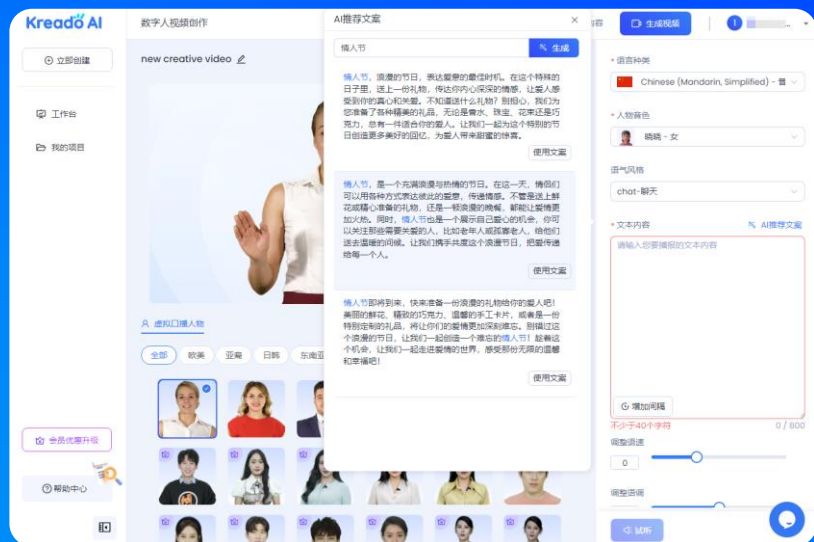 Kreado AI
立即创建
工作台
我的项目
会员优惠升级
帮助中心
数字人视频创作
new creative video
虚拟口播人物
全部
欧美
亚裔
日韩
东南亚
AI推荐文案
情人节
生成
情人节，浪漫的节日，表达爱意的最佳时机。在这个特殊的
日子里，送上一份礼物，传达你内心深深的情感，让爱人感
受到你的真心和关爱。不知道送什么礼物？别担心，我们为
您准备了各种精美的礼品，无论是香水、珠宝、花束还是巧
克力，总有一件适合你的爱人。让我们一起为这个特别的节
日创造更多美好的回忆，为爱人带来甜蜜的惊喜。
使用文案
情人节，是一个充满浪漫与热情的节日。在这一天，情侣们
可以用各种方式表达彼此的爱意，传递情感。不管是送上鲜
花或精心准备的礼物，还是一顿浪漫的晚餐，都能让爱情更
加火热。同时，情人节也是一个展示自己爱心的机会，你可
以关注那些需要关爱的人，比如老年人或孤寡老人，给他们
送去温暖的问候。让我们携手共度这个浪漫节日，把爱传递
给每一个人。
使用文案
情人节即将到来，快来准备一份浪漫的礼物给你的爱人吧！
美丽的鲜花、精致的巧克力、温馨的手工卡片，或者是一份
特别定制的礼品，将让你们的爱情更加深刻难忘。别错过这
个浪漫的节日，让我们一起创造一个难忘的情人节！趁着这
个机会，让我们一起走进爱情的世界，感受那份无限的温馨
和幸福吧！
使用文案
内容
生成视频
1
语言种类
Chinese (Mandarin, Simplified) - 普
人物音色
晓晓 - 女
语气风格
chat-聊天
文本内容
AI推荐文案
请输入您要播报的文本内容
增加间隔
不少于40个字符
0 / 800
调整语速
0
调整语调
试听